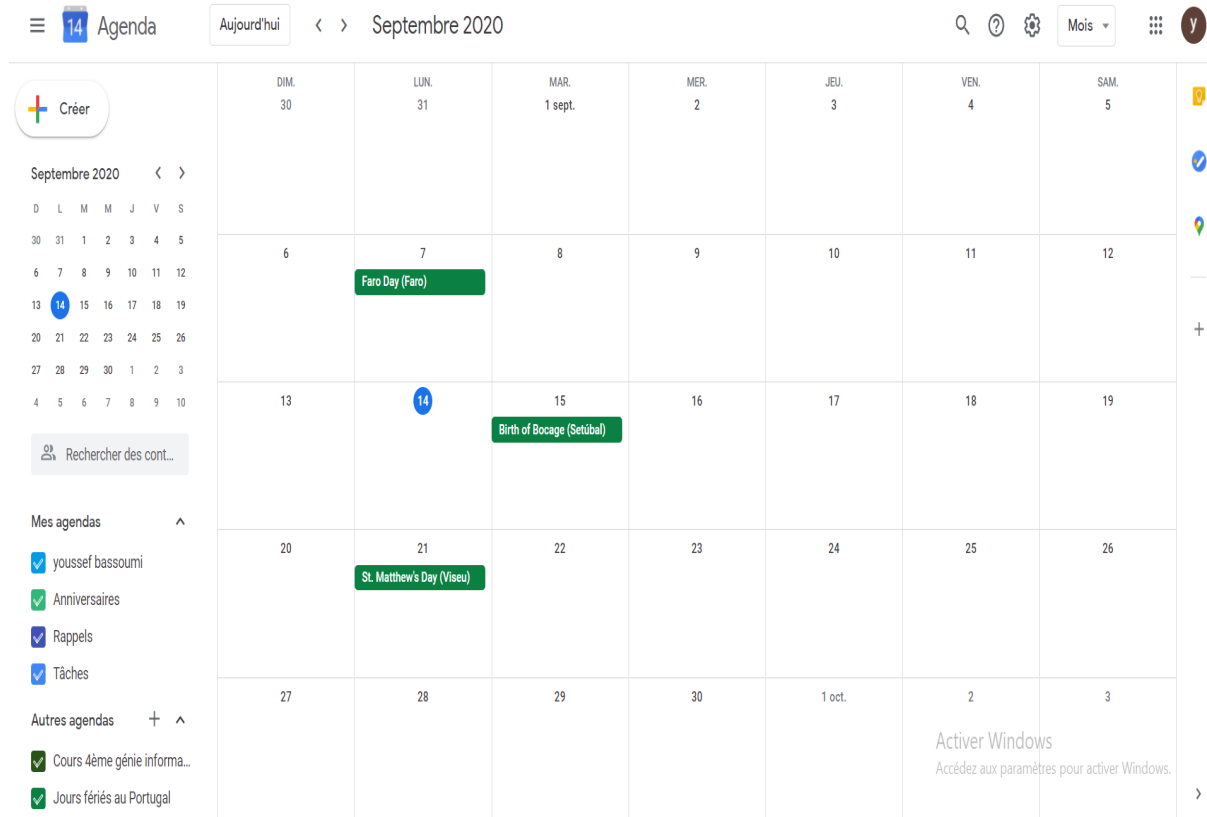 14 Agenda Aujourd'hui Septembre 2020 Mois y
Créer
Septembre 2020
D L M M J V S
30 31 1 2 3 4 5
6 7 8 9 10 11 12
13 14 15 16 17 18 19
20 21 22 23 24 25 26
27 28 29 30 1 2 3
4 5 6 7 8 9 10
Rechercher des cont...
Mes agendas
youssef bassoumi
Anniversaires
Rappels
Tâches
Autres agendas
Cours 4ème génie informa...
Jours fériés au Portugal
DIM. LUN. MAR. MER. JEU. VEN. SAM.
30 31 1 sept. 2 3 4 5
6 7 8 9 10 11 12
Faro Day (Faro)
13 14 15 16 17 18 19
Birth of Bocage (Setúbal)
20 21 22 23 24 25 26
St. Matthew's Day (Viseu)
27 28 29 30 1 oct. 2 3
Activer Windows
Accédez aux paramètres pour activer Windows.